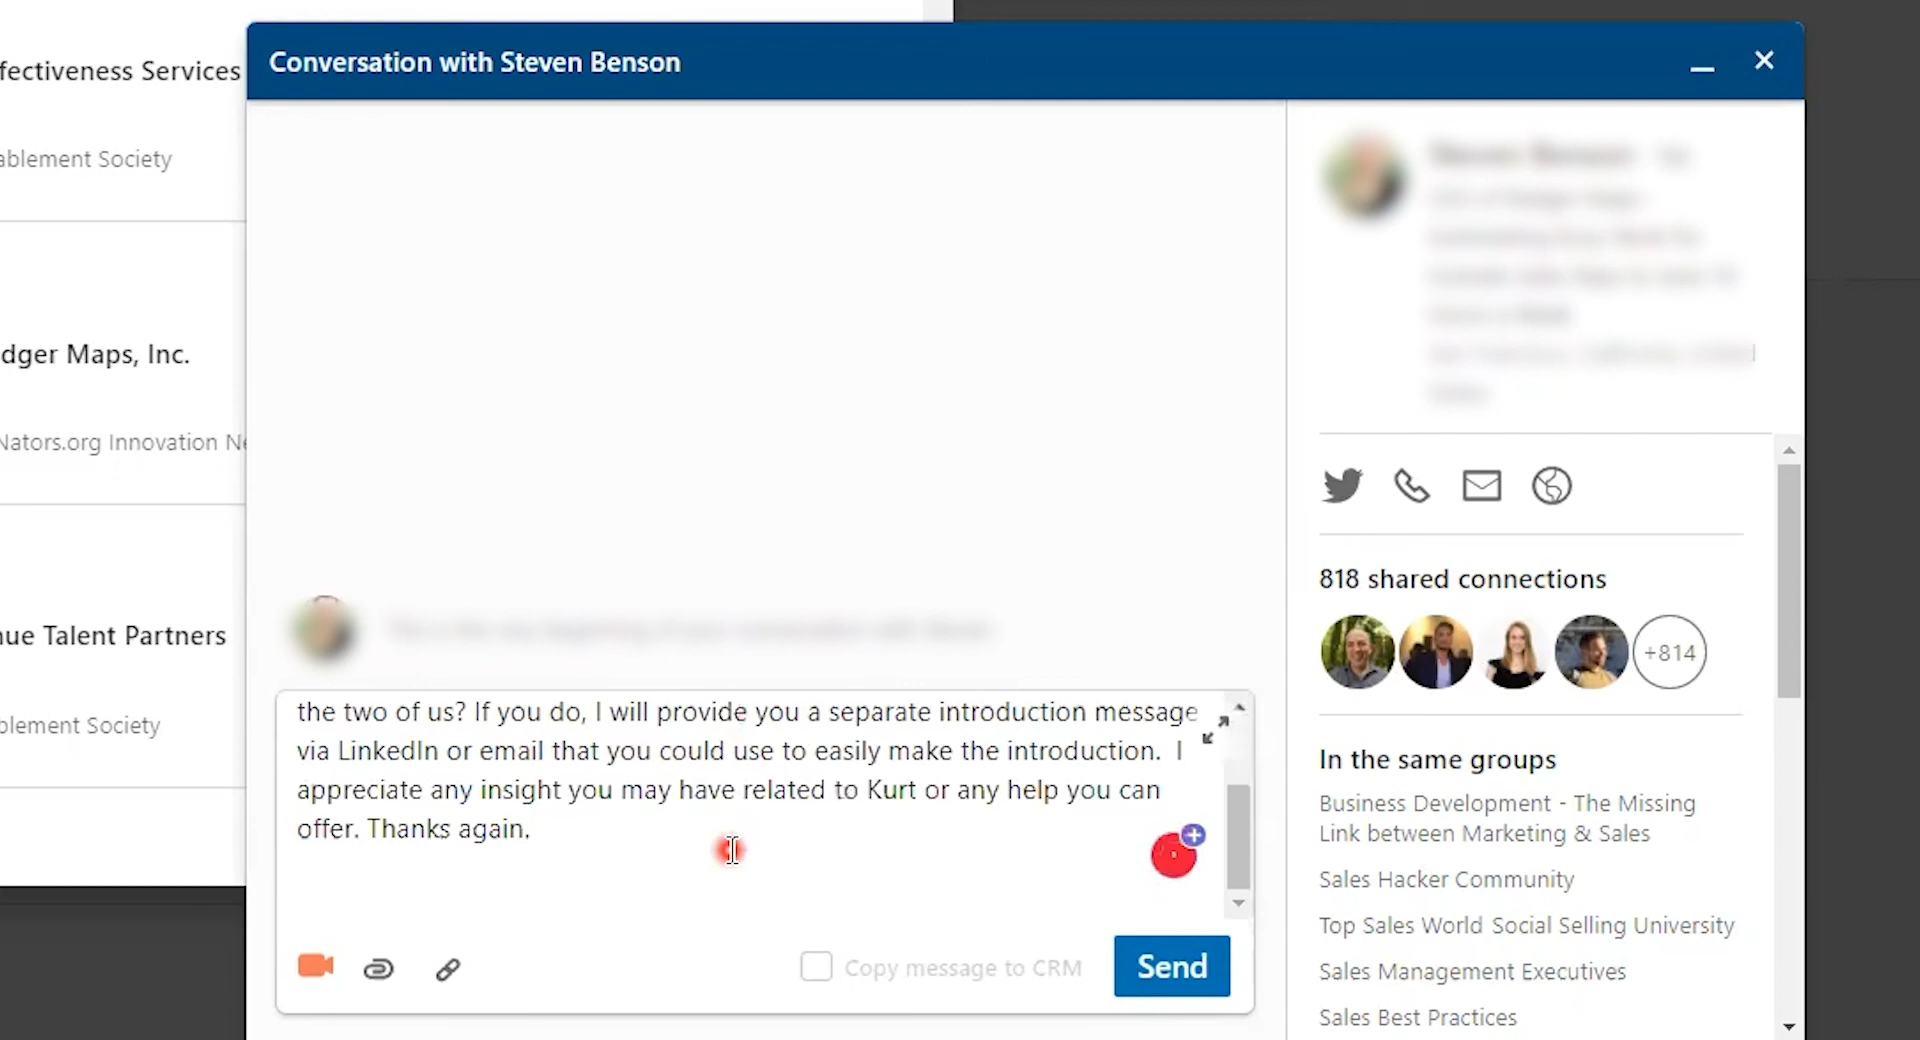 fectiveness Services
ablement Society
dger Maps, Inc.
Nators.org Innovation Ne
nue Talent Partners
blement Society
Conversation with Steven Benson
the two of us? If you do, I will provide you a separate introduction message
via LinkedIn or email that you could use to easily make the introduction. I
appreciate any insight you may have related to Kurt or any help you can
offer. Thanks again.
Copy message to CRM
Send
818 shared connections
+814
In the same groups
Business Development - The Missing
Link between Marketing & Sales
Sales Hacker Community
Top Sales World Social Selling University
Sales Management Executives
Sales Best Practices